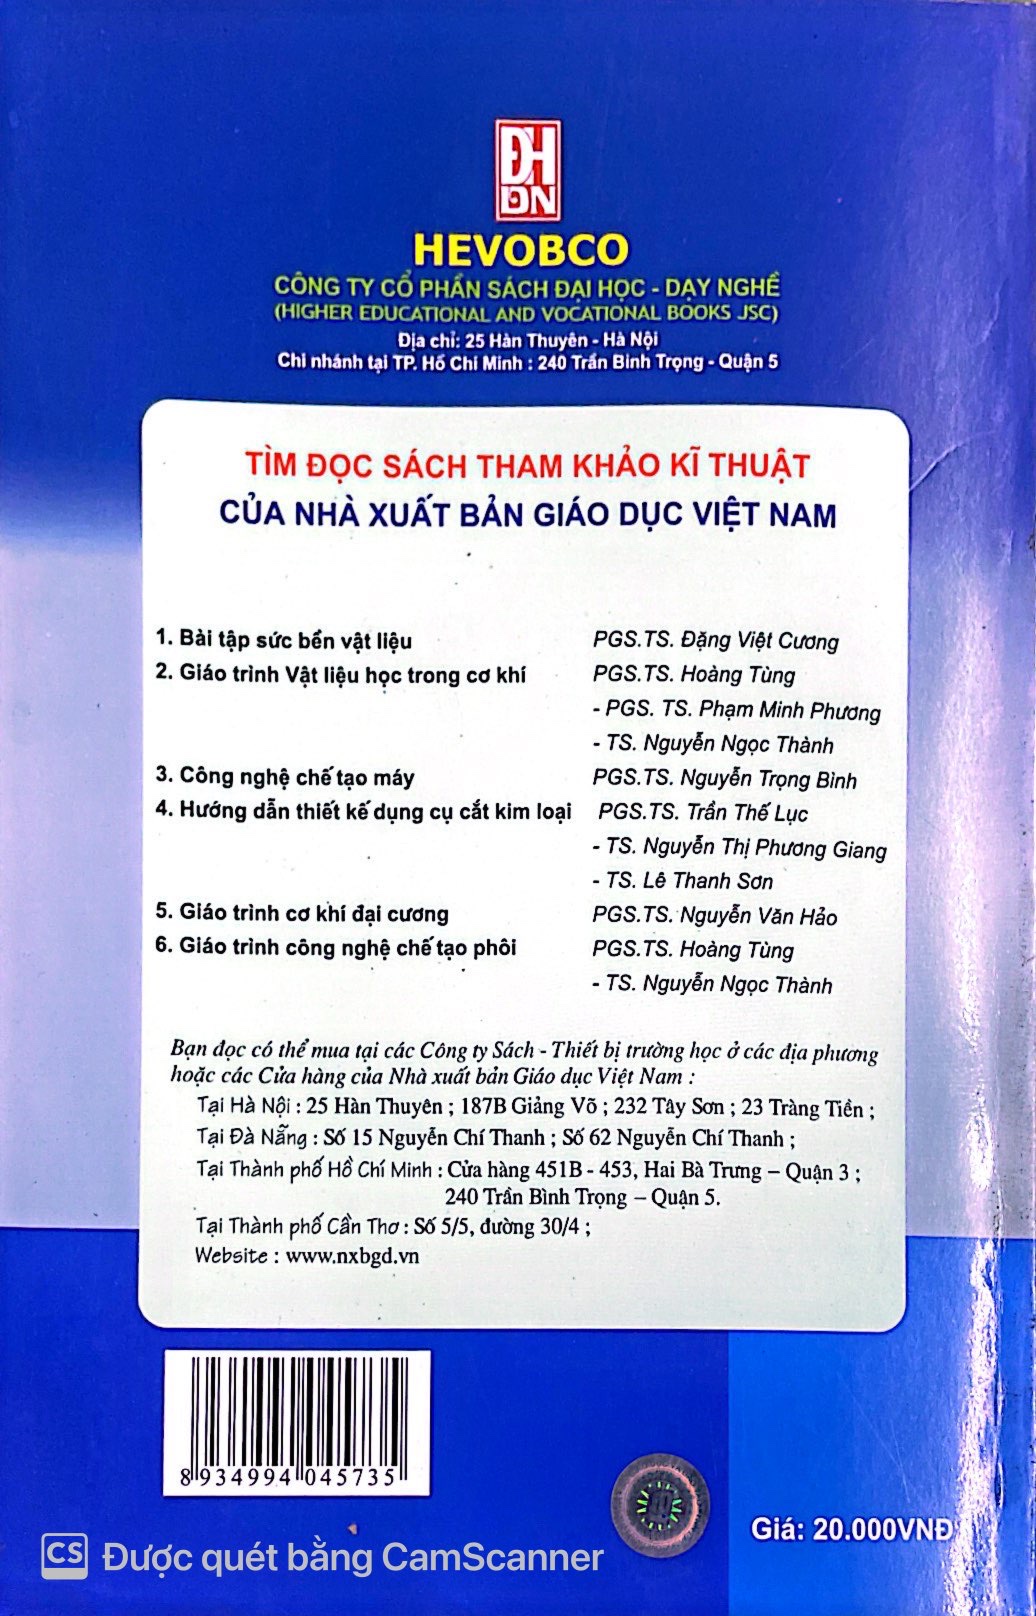 ĐH
DN
HEVOBCO
CÔNG TY CỔ PHẦN SÁCH ĐẠI HỌC - DẠY NGHỀ
(HIGHER EDUCATIONAL AND VOCATIONAL BOOKS JSC)
Địa chỉ: 25 Hàn Thuyên - Hà Nội
Chi nhánh tại TP. Hồ Chí Minh : 240 Trần Bình Trọng - Quận 5
TÌM ĐỌC SÁCH THAM KHẢO KĨ THUẬT
CỦA NHÀ XUẤT BẢN GIÁO DỤC VIỆT NAM
1. Bài tập sức bền vật liệu PGS.TS. Đặng Việt Cương
2. Giáo trình Vật liệu học trong cơ khí PGS.TS. Hoàng Tùng
- PGS. TS. Phạm Minh Phương
- TS. Nguyễn Ngọc Thành
3. Công nghệ chế tạo máy PGS.TS. Nguyễn Trọng Bình
4. Hướng dẫn thiết kế dụng cụ cắt kim loại PGS.TS. Trần Thế Lục
- TS. Nguyễn Thị Phương Giang
- TS. Lê Thanh Sơn
5. Giáo trình cơ khí đại cương PGS.TS. Nguyễn Văn Hảo
6. Giáo trình công nghệ chế tạo phôi PGS.TS. Hoàng Tùng
- TS. Nguyễn Ngọc Thành
Bạn đọc có thể mua tại các Công ty Sách - Thiết bị trường học ở các địa phương
hoặc các Cửa hàng của Nhà xuất bản Giáo dục Việt Nam :
Tại Hà Nội : 25 Hàn Thuyên ; 187B Giảng Võ ; 232 Tây Sơn ; 23 Tràng Tiền ;
Tại Đà Nẵng : Số 15 Nguyễn Chí Thanh ; Số 62 Nguyễn Chí Thanh ;
Tại Thành phố Hồ Chí Minh : Cửa hàng 451B - 453, Hai Bà Trưng – Quận 3 ;
240 Trần Bình Trọng – Quận 5.
Tại Thành phố Cần Thơ : Số 5/5, đường 30/4 ;
Website : www.nxbgd.vn
8 934994 045735
Giá: 20.000VNĐ
CS Được quét bằng CamScanner